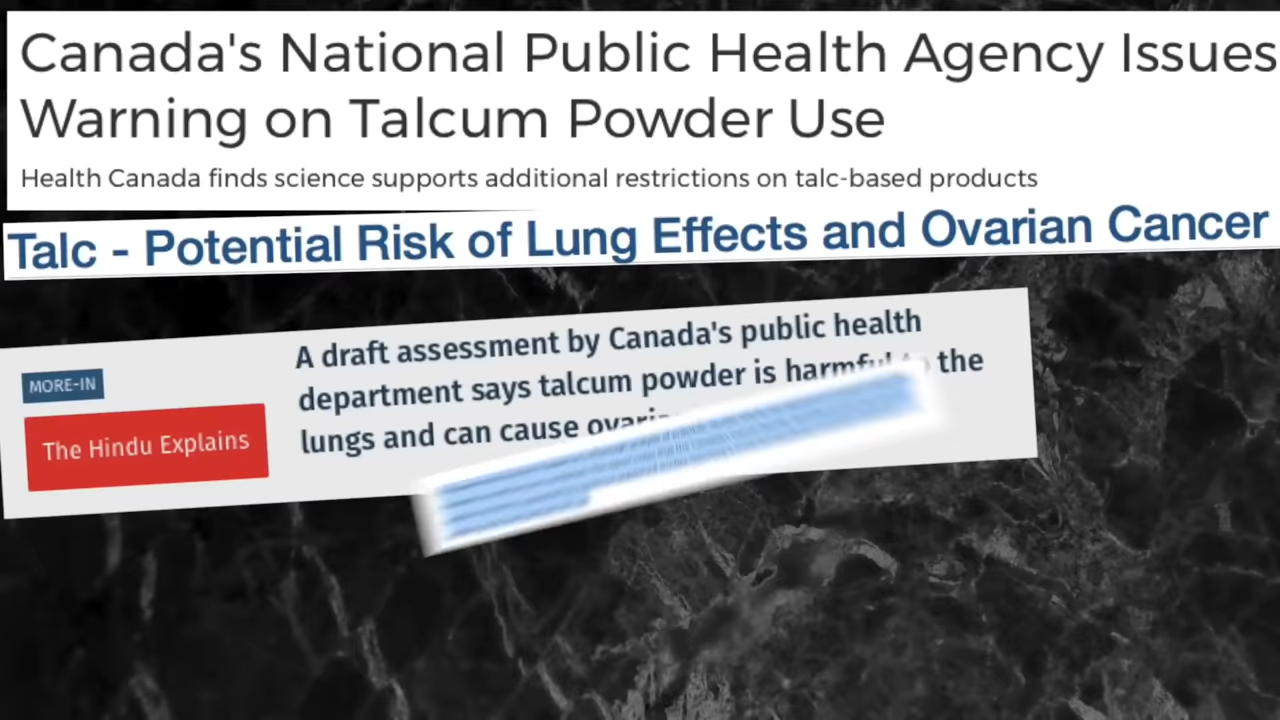 Canada's National Public Health Agency Issues
Warning on Talcum Powder Use
Health Canada finds science supports additional restrictions on talc-based products
Talc - Potential Risk of Lung Effects and Ovarian Cancer
MORE-IN
The Hindu Explains
A draft assessment by Canada's public health
department says talcum powder is harmful the
lungs and can cause